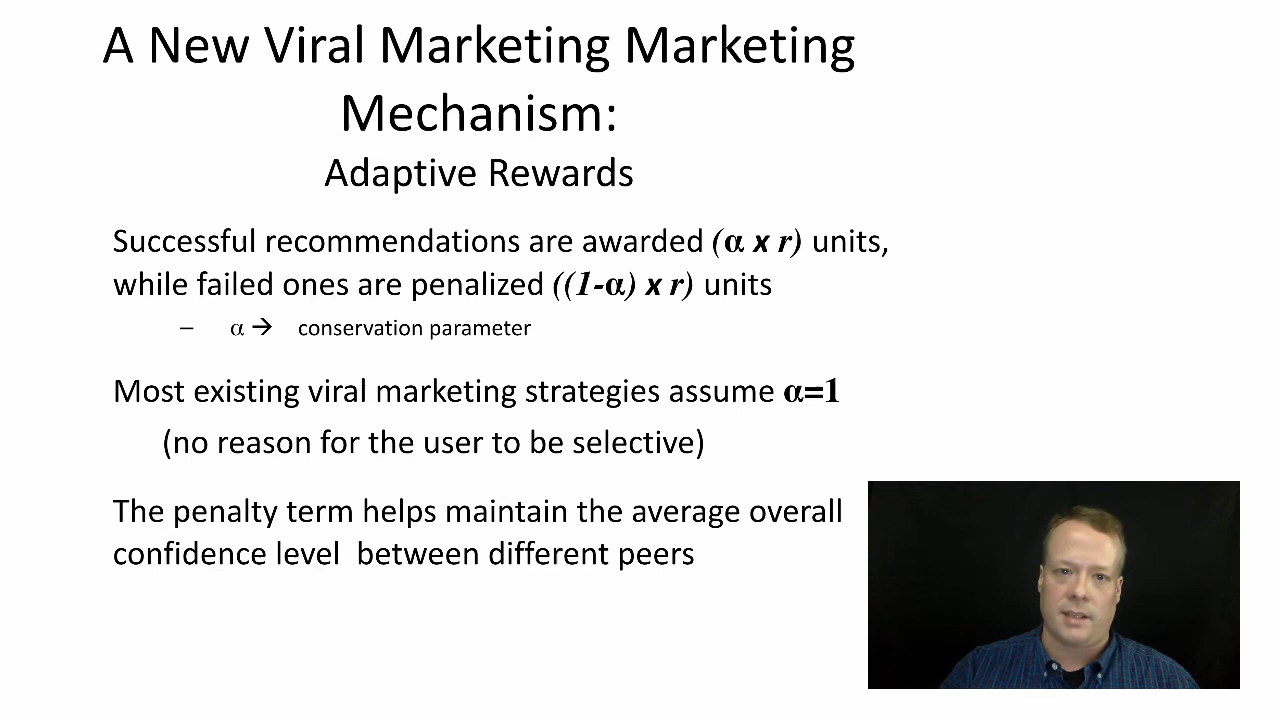 A New Viral Marketing Marketing
Mechanism:
Adaptive Rewards
Successful recommendations are awarded (α x r) units,
while failed ones are penalized ((1-α) x r) units
– α → conservation parameter
Most existing viral marketing strategies assume α=1
(no reason for the user to be selective)
The penalty term helps maintain the average overall
confidence level between different peers